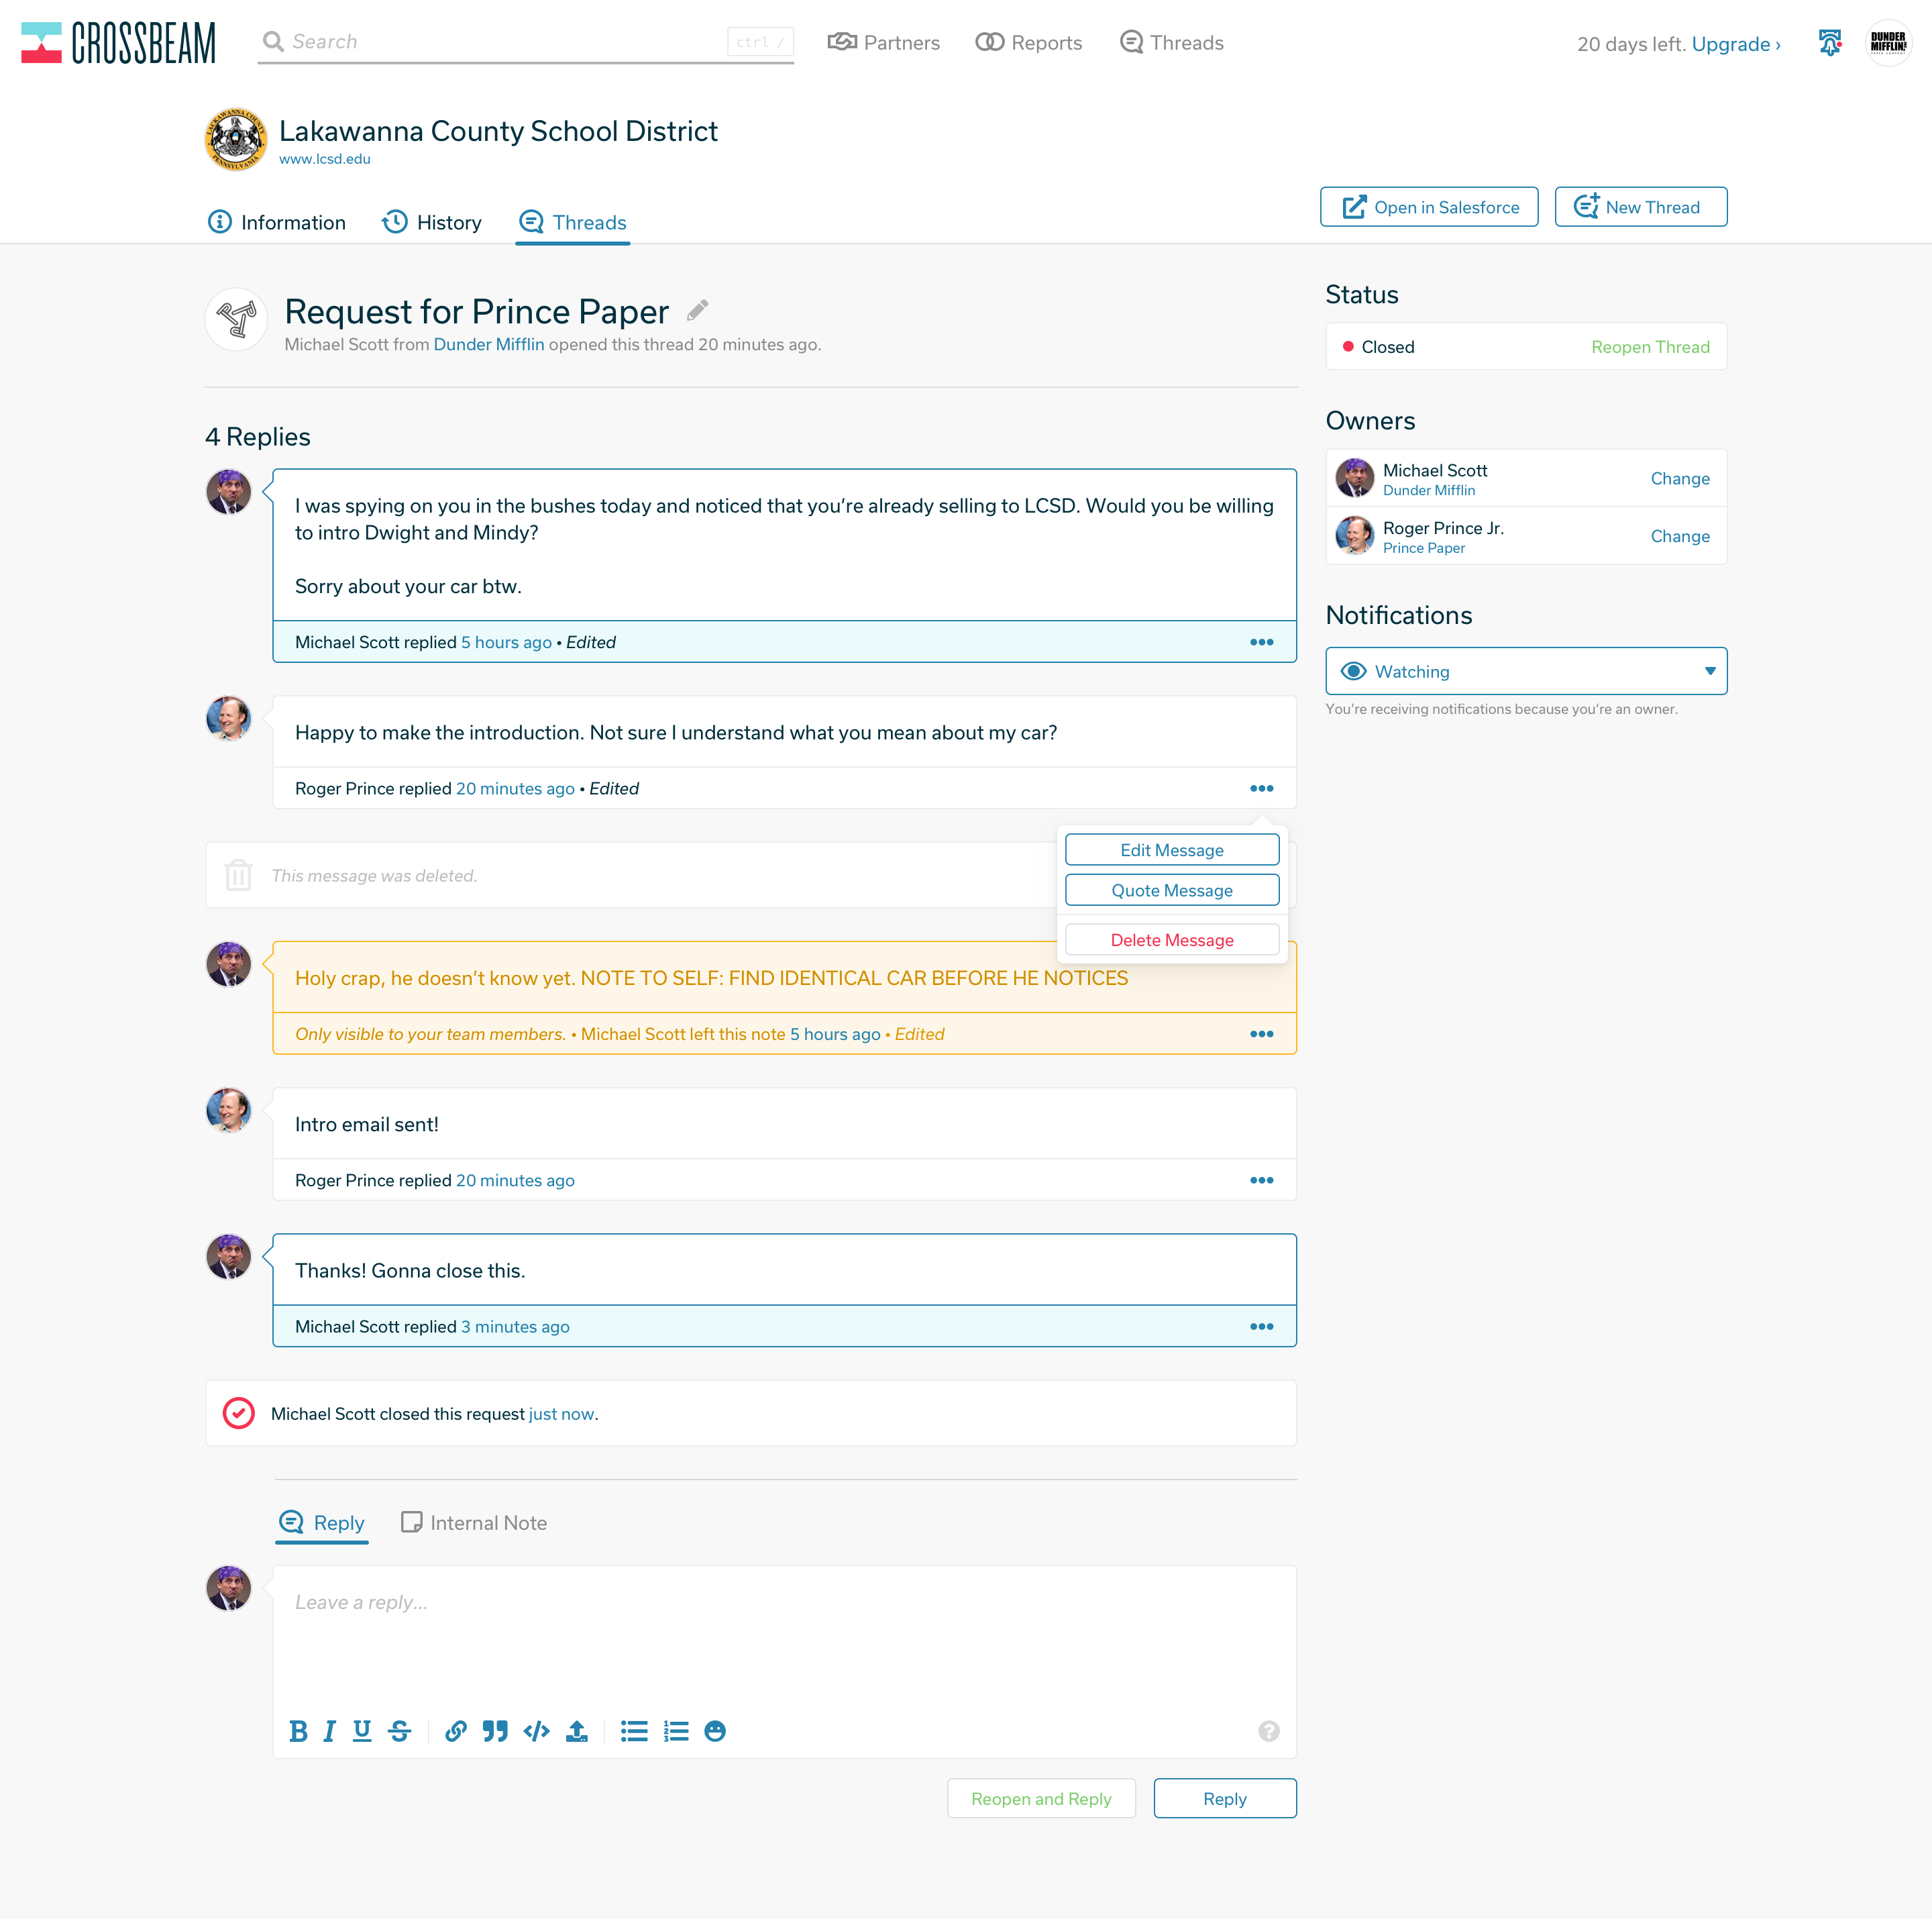 CROSSBEAM
Search
ctrl /
Partners
Reports
Threads
20 days left. Upgrade ›
DUNDER
MIFFLIN
LACKAWANNA COUNTY
PENNSYLVANIA
Lakawanna County School District
www.lcsd.edu
Information
History
Threads
Open in Salesforce
New Thread
Request for Prince Paper
Michael Scott from Dunder Mifflin opened this thread 20 minutes ago.
4 Replies
I was spying on you in the bushes today and noticed that you’re already selling to LCSD. Would you be willing
to intro Dwight and Mindy?
Sorry about your car btw.
Michael Scott replied 5 hours ago • Edited
Happy to make the introduction. Not sure I understand what you mean about my car?
Roger Prince replied 20 minutes ago • Edited
Edit Message
Quote Message
Delete Message
This message was deleted.
Holy crap, he doesn’t know yet. NOTE TO SELF: FIND IDENTICAL CAR BEFORE HE NOTICES
Only visible to your team members. • Michael Scott left this note 5 hours ago • Edited
Intro email sent!
Roger Prince replied 20 minutes ago
Thanks! Gonna close this.
Michael Scott replied 3 minutes ago
Michael Scott closed this request just now.
Reply
Internal Note
Leave a reply...
B I U S
?
Reopen and Reply
Reply
Status
Closed
Reopen Thread
Owners
Michael Scott
Dunder Mifflin
Change
Roger Prince Jr.
Prince Paper
Change
Notifications
Watching
You’re receiving notifications because you’re an owner.